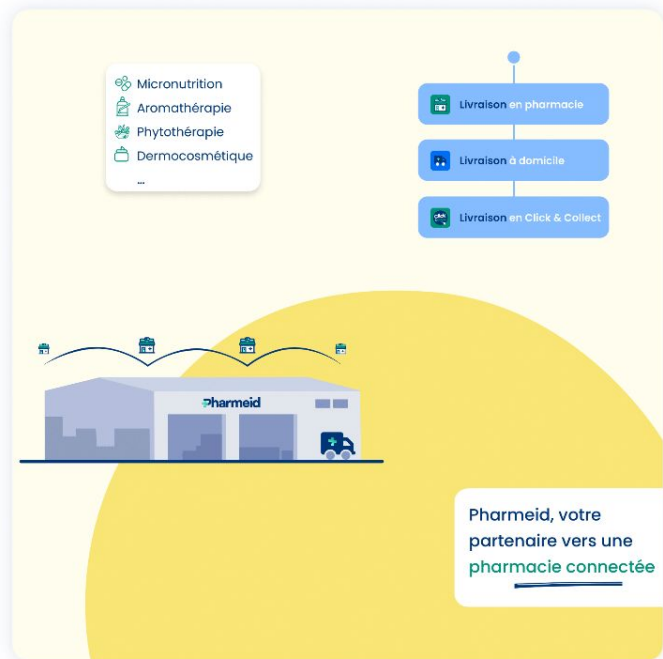 Micronutrition
Aromathérapie
Phytothérapie
Dermocosmétique
...
Livraison en pharmacie
Livraison à domicile
Livraison en Click & Collect
Pharmeid
Pharmeid, votre
partenaire vers une
pharmacie connectée